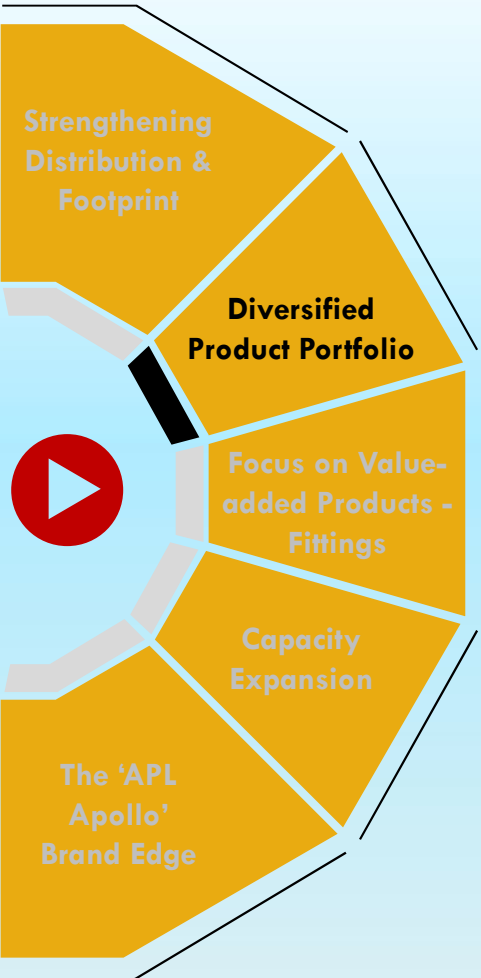 Strengthening
Distribution &
Footprint
Diversified
Product Portfolio
Focus on Value-
added Products -
Fittings
Capacity
Expansion
The ‘APL
Apollo’
Brand Edge